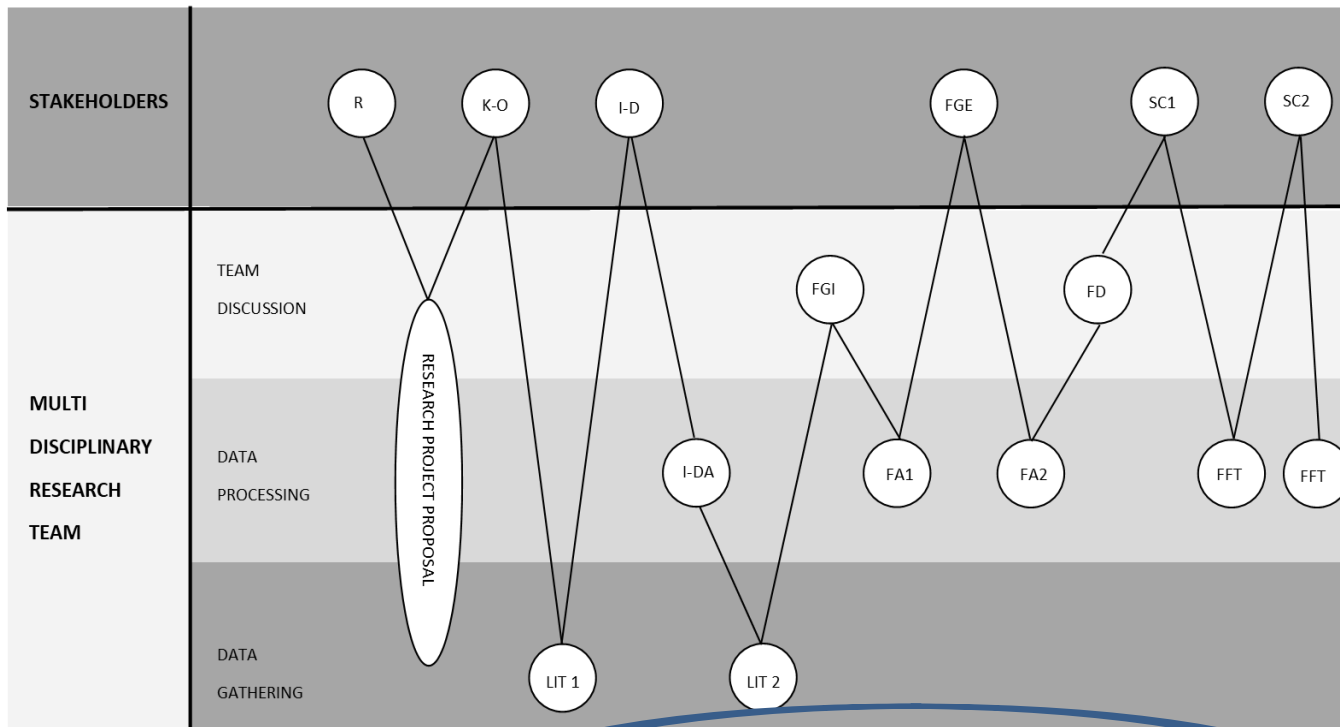 STAKEHOLDERS
R
K-O
I-D
FGE
SC1
SC2
MULTI
DISCIPLINARY
RESEARCH
TEAM
TEAM
DISCUSSION
FGI
FD
RESEARCH PROJECT PROPOSAL
DATA
PROCESSING
I-DA
FA1
FA2
FFT
FFT
DATA
GATHERING
LIT 1
LIT 2